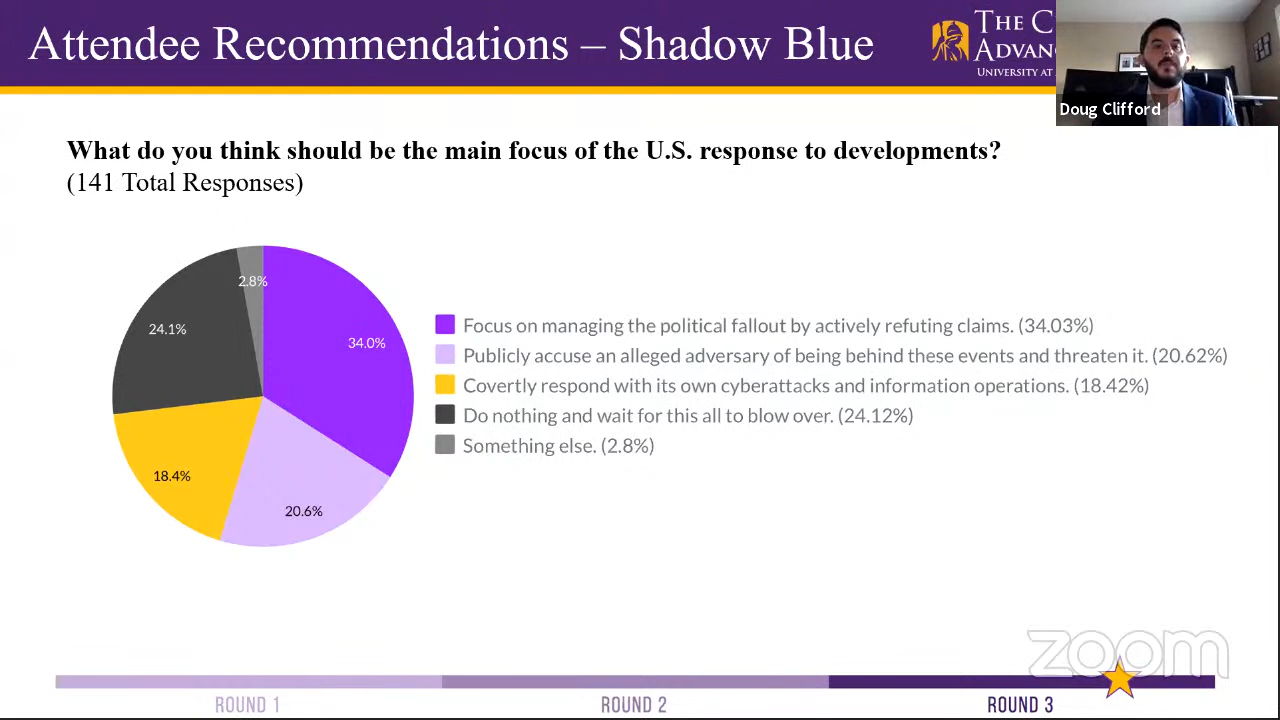 Attendee Recommendations – Shadow Blue
THE C
ADVAN
UNIVERSITY AT
Doug Clifford
What do you think should be the main focus of the U.S. response to developments?
(141 Total Responses)
2.8%
24.1%
34.0%
18.4%
20.6%
Focus on managing the political fallout by actively refuting claims. (34.03%)
Publicly accuse an alleged adversary of being behind these events and threaten it. (20.62%)
Covertly respond with its own cyberattacks and information operations. (18.42%)
Do nothing and wait for this all to blow over. (24.12%)
Something else. (2.8%)
zoom
ROUND 1
ROUND 2
ROUND 3